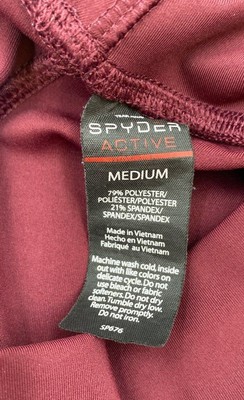 SPYDER
ACTIVE
MEDIUM
79% POLYESTER/
POLIÉSTER/POLYESTER
21% SPANDEX/
SPANDEX/SPANDEX
Made in Vietnam
Hecho en Vietnam
Fabriqué au Vietnam
Machine wash cold, inside
out with like colors on
delicate cycle. Do not
use bleach or fabric
softeners. Do not dry
clean. Tumble dry low.
Remove promptly.
Do not iron.
SP676